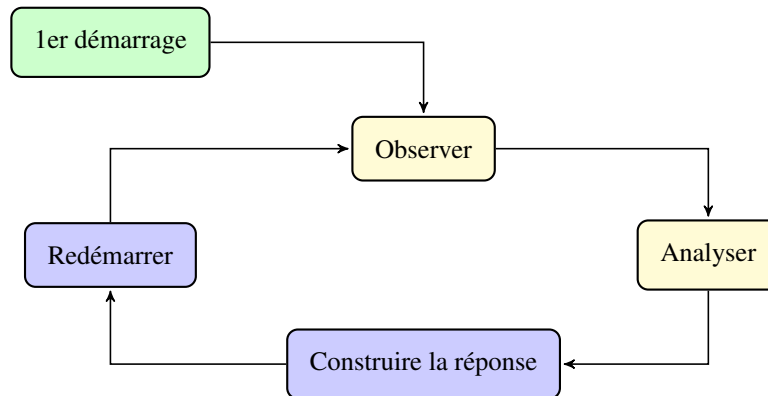 1er démarrage
Observer
Redémarrer
Analyser
Construire la réponse